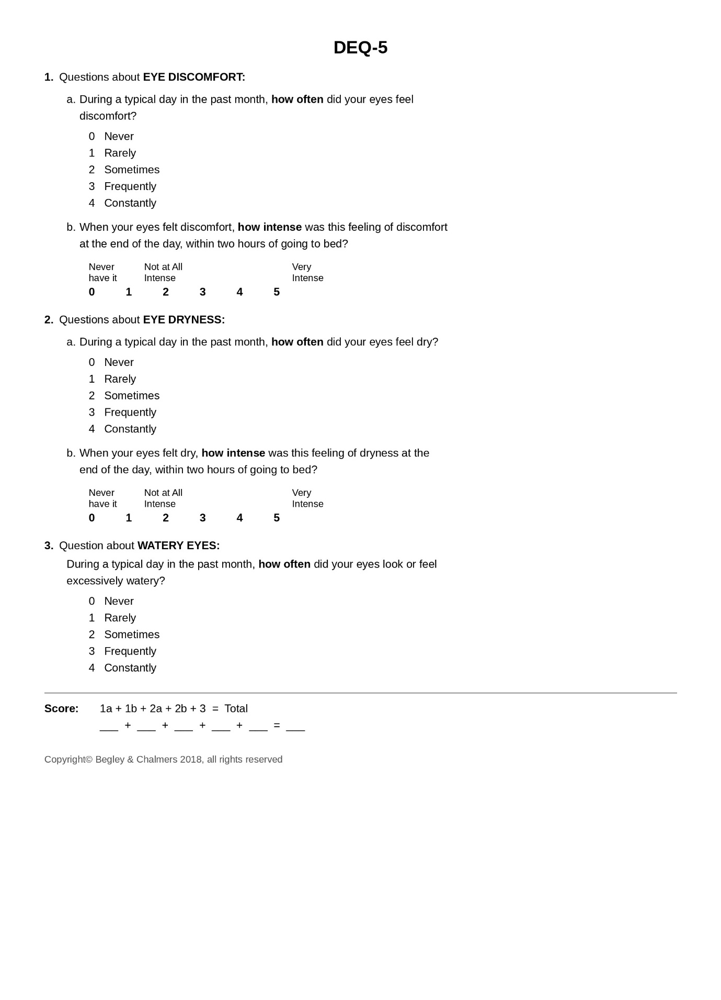 DEQ-5
1. Questions about EYE DISCOMFORT:
a. During a typical day in the past month, how often did your eyes feel
discomfort?
0 Never
1 Rarely
2 Sometimes
3 Frequently
4 Constantly
b. When your eyes felt discomfort, how intense was this feeling of discomfort
at the end of the day, within two hours of going to bed?
Never Not at All Very
have it Intense Intense
0 1 2 3 4 5
2. Questions about EYE DRYNESS:
a. During a typical day in the past month, how often did your eyes feel dry?
0 Never
1 Rarely
2 Sometimes
3 Frequently
4 Constantly
b. When your eyes felt dry, how intense was this feeling of dryness at the
end of the day, within two hours of going to bed?
Never Not at All Very
have it Intense Intense
0 1 2 3 4 5
3. Question about WATERY EYES:
During a typical day in the past month, how often did your eyes look or feel
excessively watery?
0 Never
1 Rarely
2 Sometimes
3 Frequently
4 Constantly
Score: 1a + 1b + 2a + 2b + 3 = Total
___ + ___ + ___ + ___ + ___ = ___
Copyright© Begley & Chalmers 2018, all rights reserved